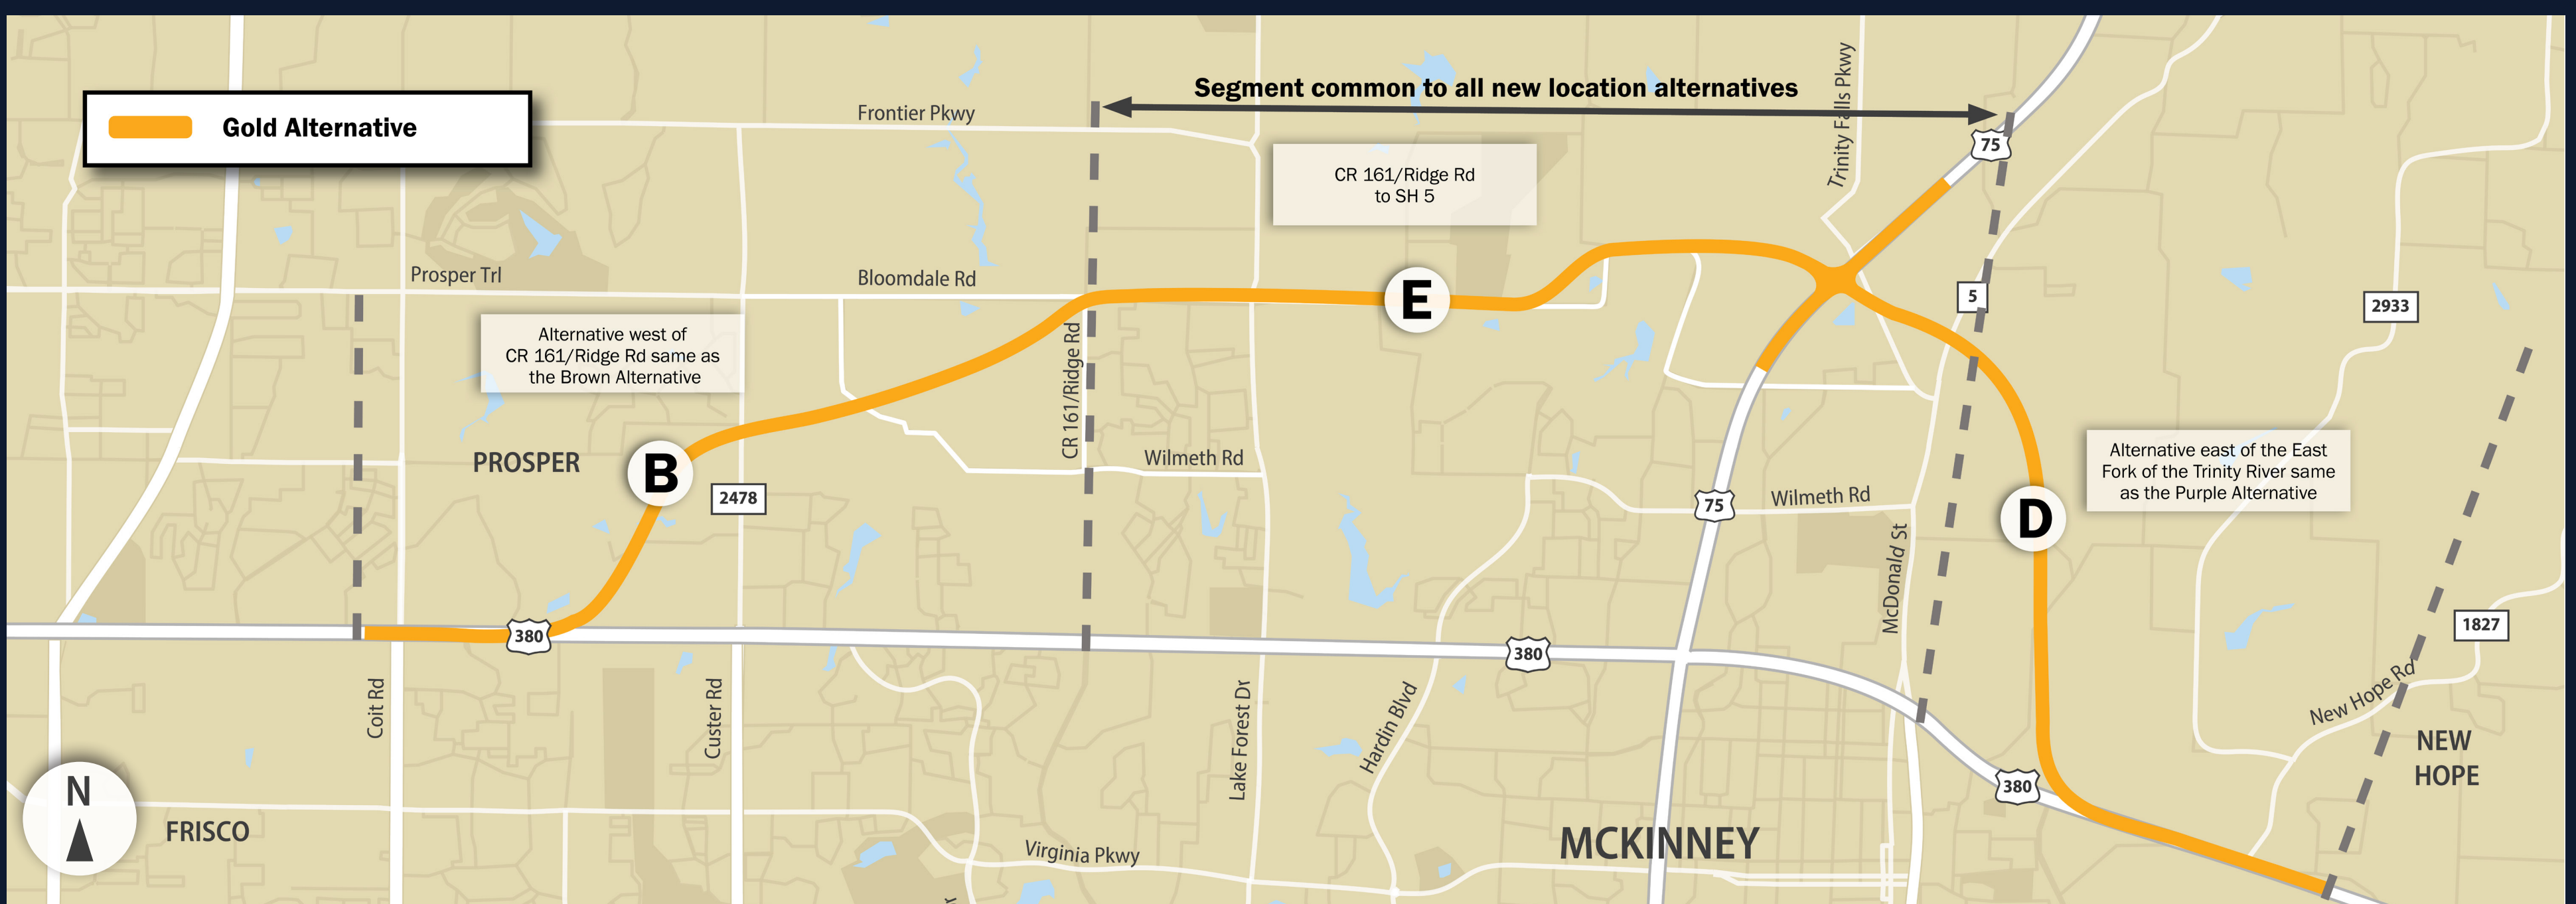 Gold Alternative
Segment common to all new location alternatives
Frontier Pkwy
Trinity Falls Pkwy
75
CR 161/Ridge Rd
to SH 5
Prosper Trl
Bloomdale Rd
E
5
2933
Alternative west of
CR 161/Ridge Rd same as
the Brown Alternative
CR 161/Ridge Rd
PROSPER
B
2478
Wilmeth Rd
75
Wilmeth Rd
D
Alternative east of the East
Fork of the Trinity River same
as the Purple Alternative
McDonald St
1827
380
380
New Hope Rd
Coit Rd
Custer Rd
Lake Forest Dr
Hardin Blvd
380
NEW
HOPE
N
FRISCO
Virginia Pkwy
MCKINNEY